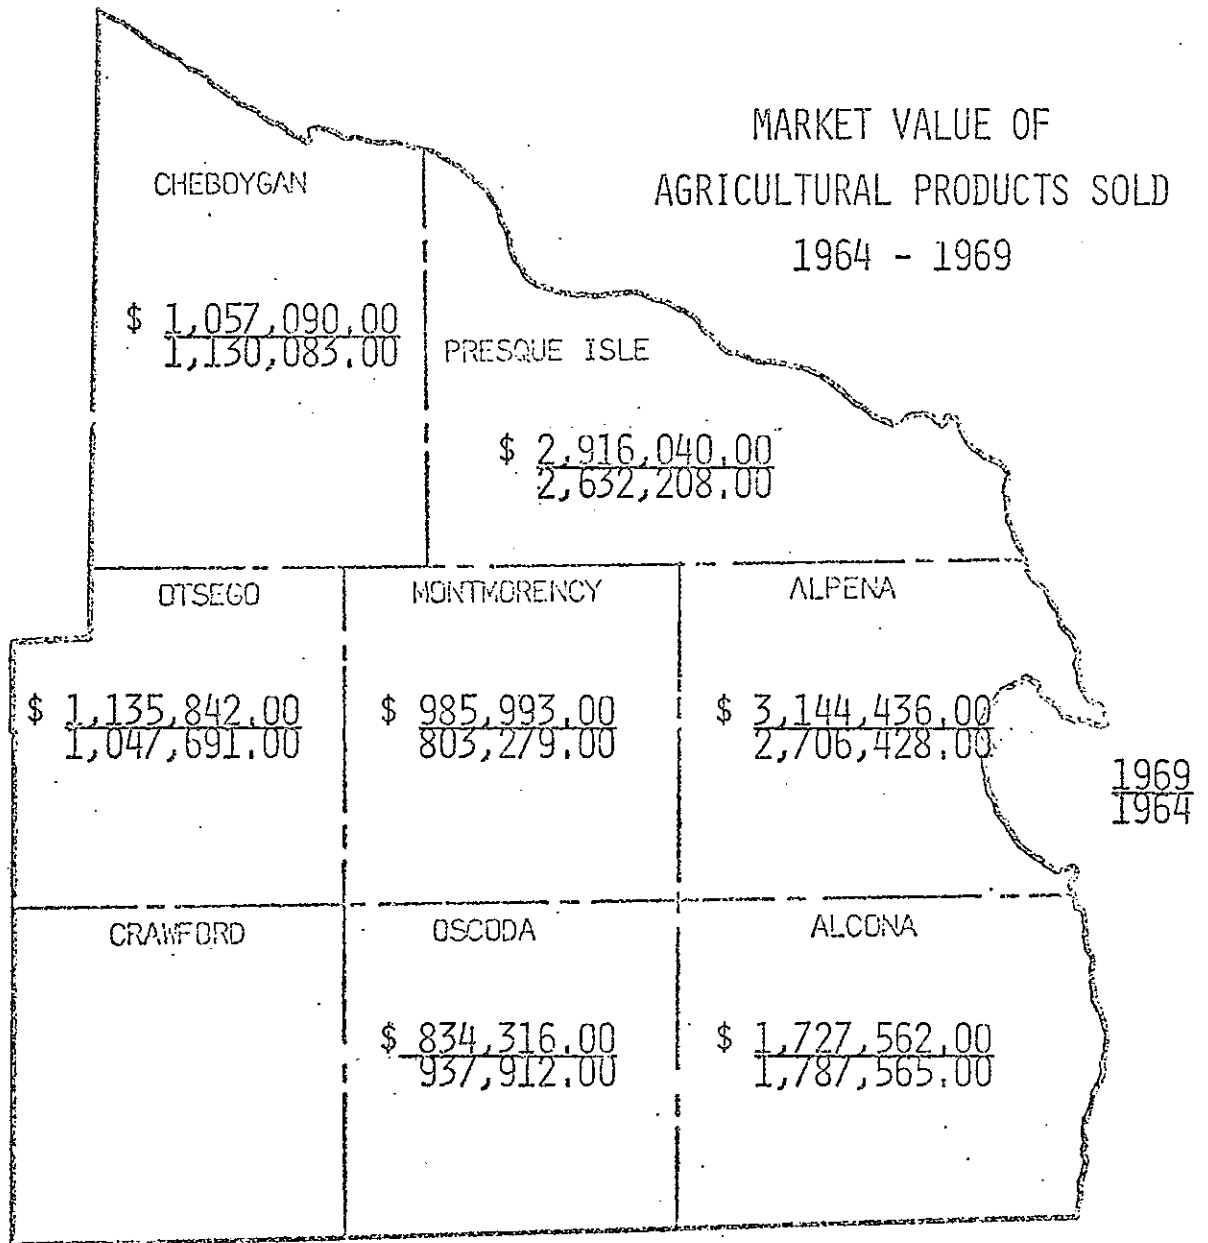 MARKET VALUE OF
AGRICULTURAL PRODUCTS SOLD
1964 - 1969
CHEBOYGAN
$ 1,057,090.00
1,130,083.00
PRESQUE ISLE
$ 2,916,040.00
2,632,208.00
OTSEGO
$ 1,135,842.00
1,047,691.00
MONTMORENCY
$ 985,993.00
803,279.00
ALPENA
$ 3,144,436.00
2,706,428.00
1969
1964
CRAWFORD
OSCODA
$ 834,316.00
937,912.00
ALCONA
$ 1,727,562.00
1,787,565.00